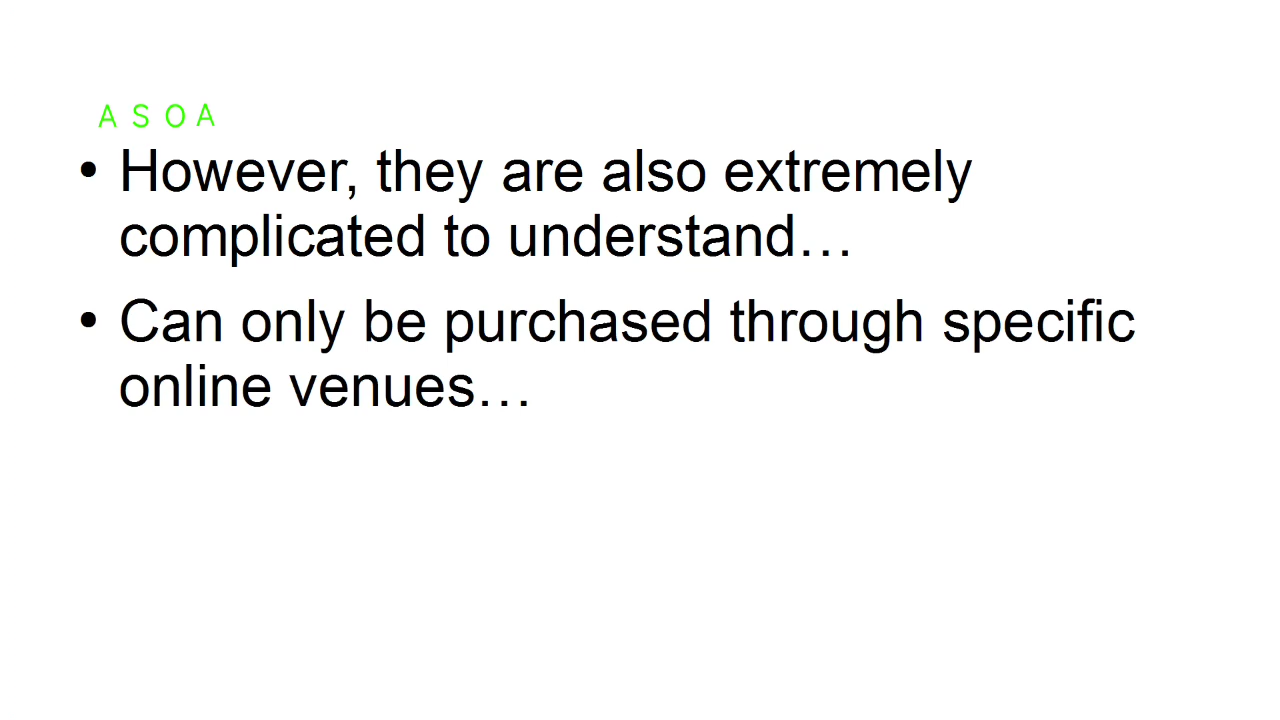 A S O A
• However, they are also extremely
complicated to understand…
• Can only be purchased through specific
online venues…